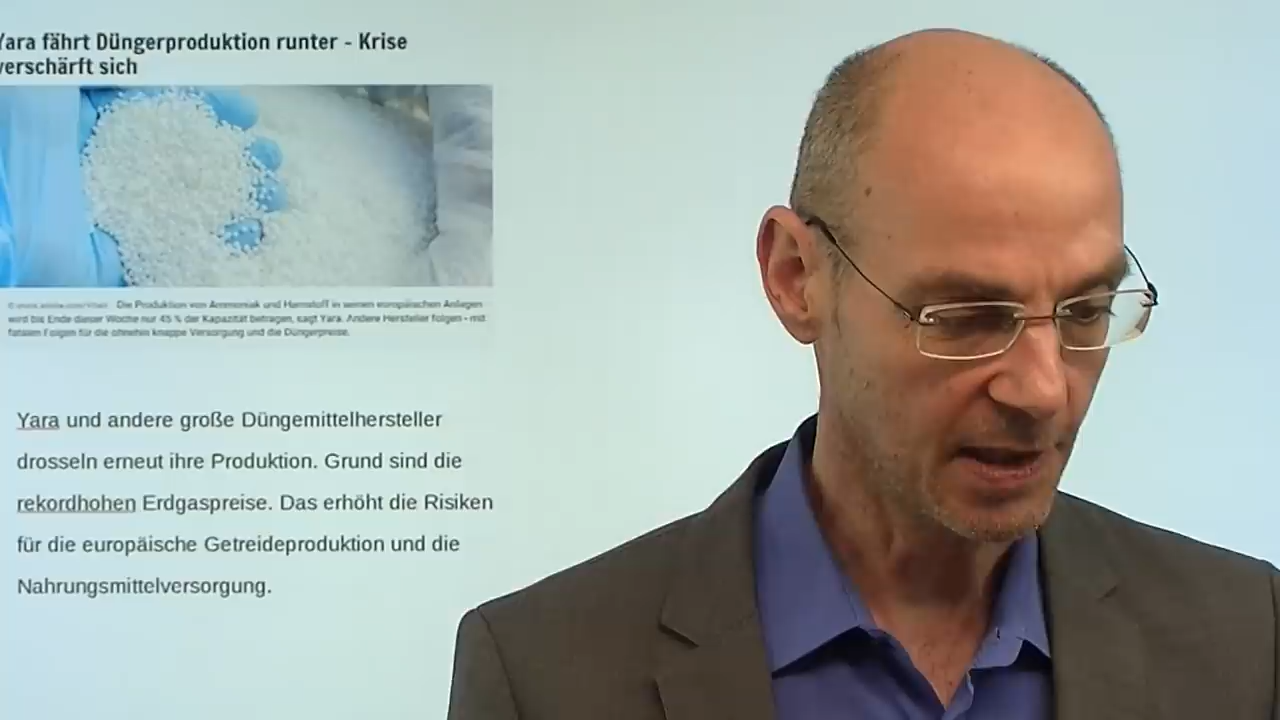 Yara fährt Düngerproduktion runter - Krise
verschärft sich
Die Produktion von Ammoniak und Harnstoff in seinen europäischen Anlagen
wird bis Ende dieser Woche nur 45 % der Kapazität betragen, sagt Yara. Andere Hersteller folgen - mit
fatalen Folgen für die ohnehin knappe Versorgung und die Düngerpreise.
Yara und andere große Düngemittelhersteller
drosseln erneut ihre Produktion. Grund sind die
rekordhohen Erdgaspreise. Das erhöht die Risiken
für die europäische Getreideproduktion und die
Nahrungsmittelversorgung.